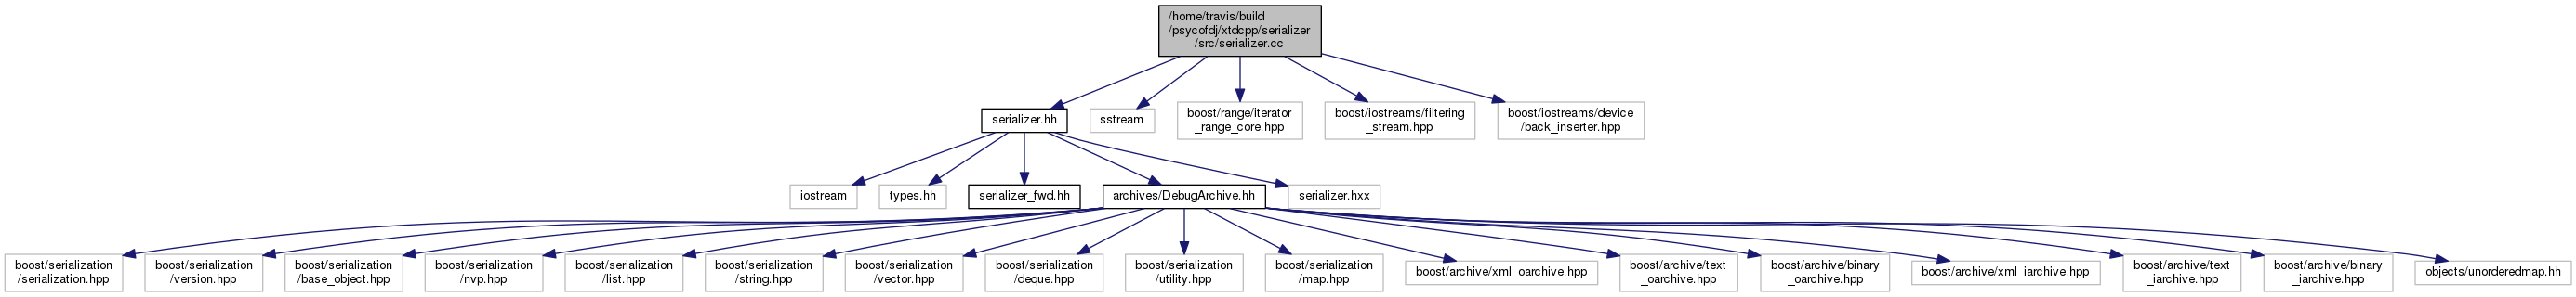 /home/travis/build
/psycofdj/xtdcpp/serializer
/src/serializer.cc
serializer.hh
sstream
boost/range/iterator
_range_core.hpp
boost/iostreams/filtering
_stream.hpp
boost/iostreams/device
/back_inserter.hpp
iostream
types.hh
serializer_fwd.hh
archives/DebugArchive.hh
serializer.hxx
boost/serialization
/serialization.hpp
boost/serialization
/version.hpp
boost/serialization
/base_object.hpp
boost/serialization
/nvp.hpp
boost/serialization
/list.hpp
boost/serialization
/string.hpp
boost/serialization
/vector.hpp
boost/serialization
/deque.hpp
boost/serialization
/utility.hpp
boost/serialization
/map.hpp
boost/archive/xml_oarchive.hpp
boost/archive/text
_oarchive.hpp
boost/archive/binary
_oarchive.hpp
boost/archive/xml_iarchive.hpp
boost/archive/text
_iarchive.hpp
boost/archive/binary
_iarchive.hpp
objects/unorderedmap.hh